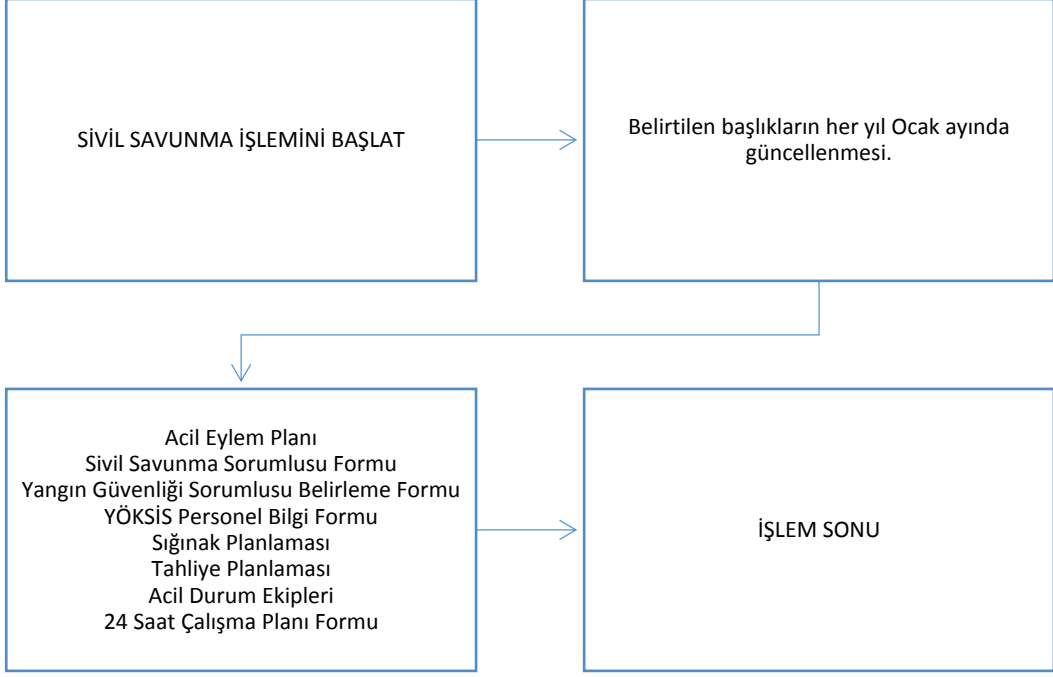 SİVİL SAVUNMA İŞLEMİNİ BAŞLAT
Belirtilen başlıkların her yıl Ocak ayında
güncellenmesi.
Acil Eylem Planı
Sivil Savunma Sorumlusu Formu
Yangın Güvenliği Sorumlusu Belirleme Formu
YÖKSİS Personel Bilgi Formu
Sığınak Planlaması
Tahliye Planlaması
Acil Durum Ekipleri
24 Saat Çalışma Planı Formu
İŞLEM SONU